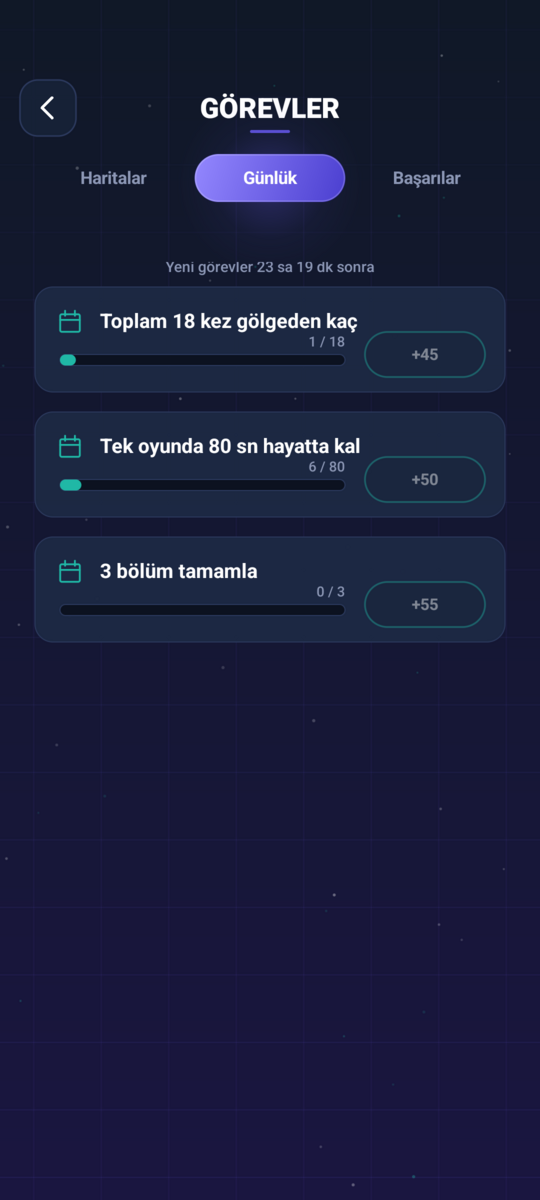 GÖREVLER
Haritalar
Günlük
Başarılar
Yeni görevler 23 sa 19 dk sonra
Toplam 18 kez gölgeden kaç
1 / 18
+45
Tek oyunda 80 sn hayatta kal
6 / 80
+50
3 bölüm tamamla
0 / 3
+55